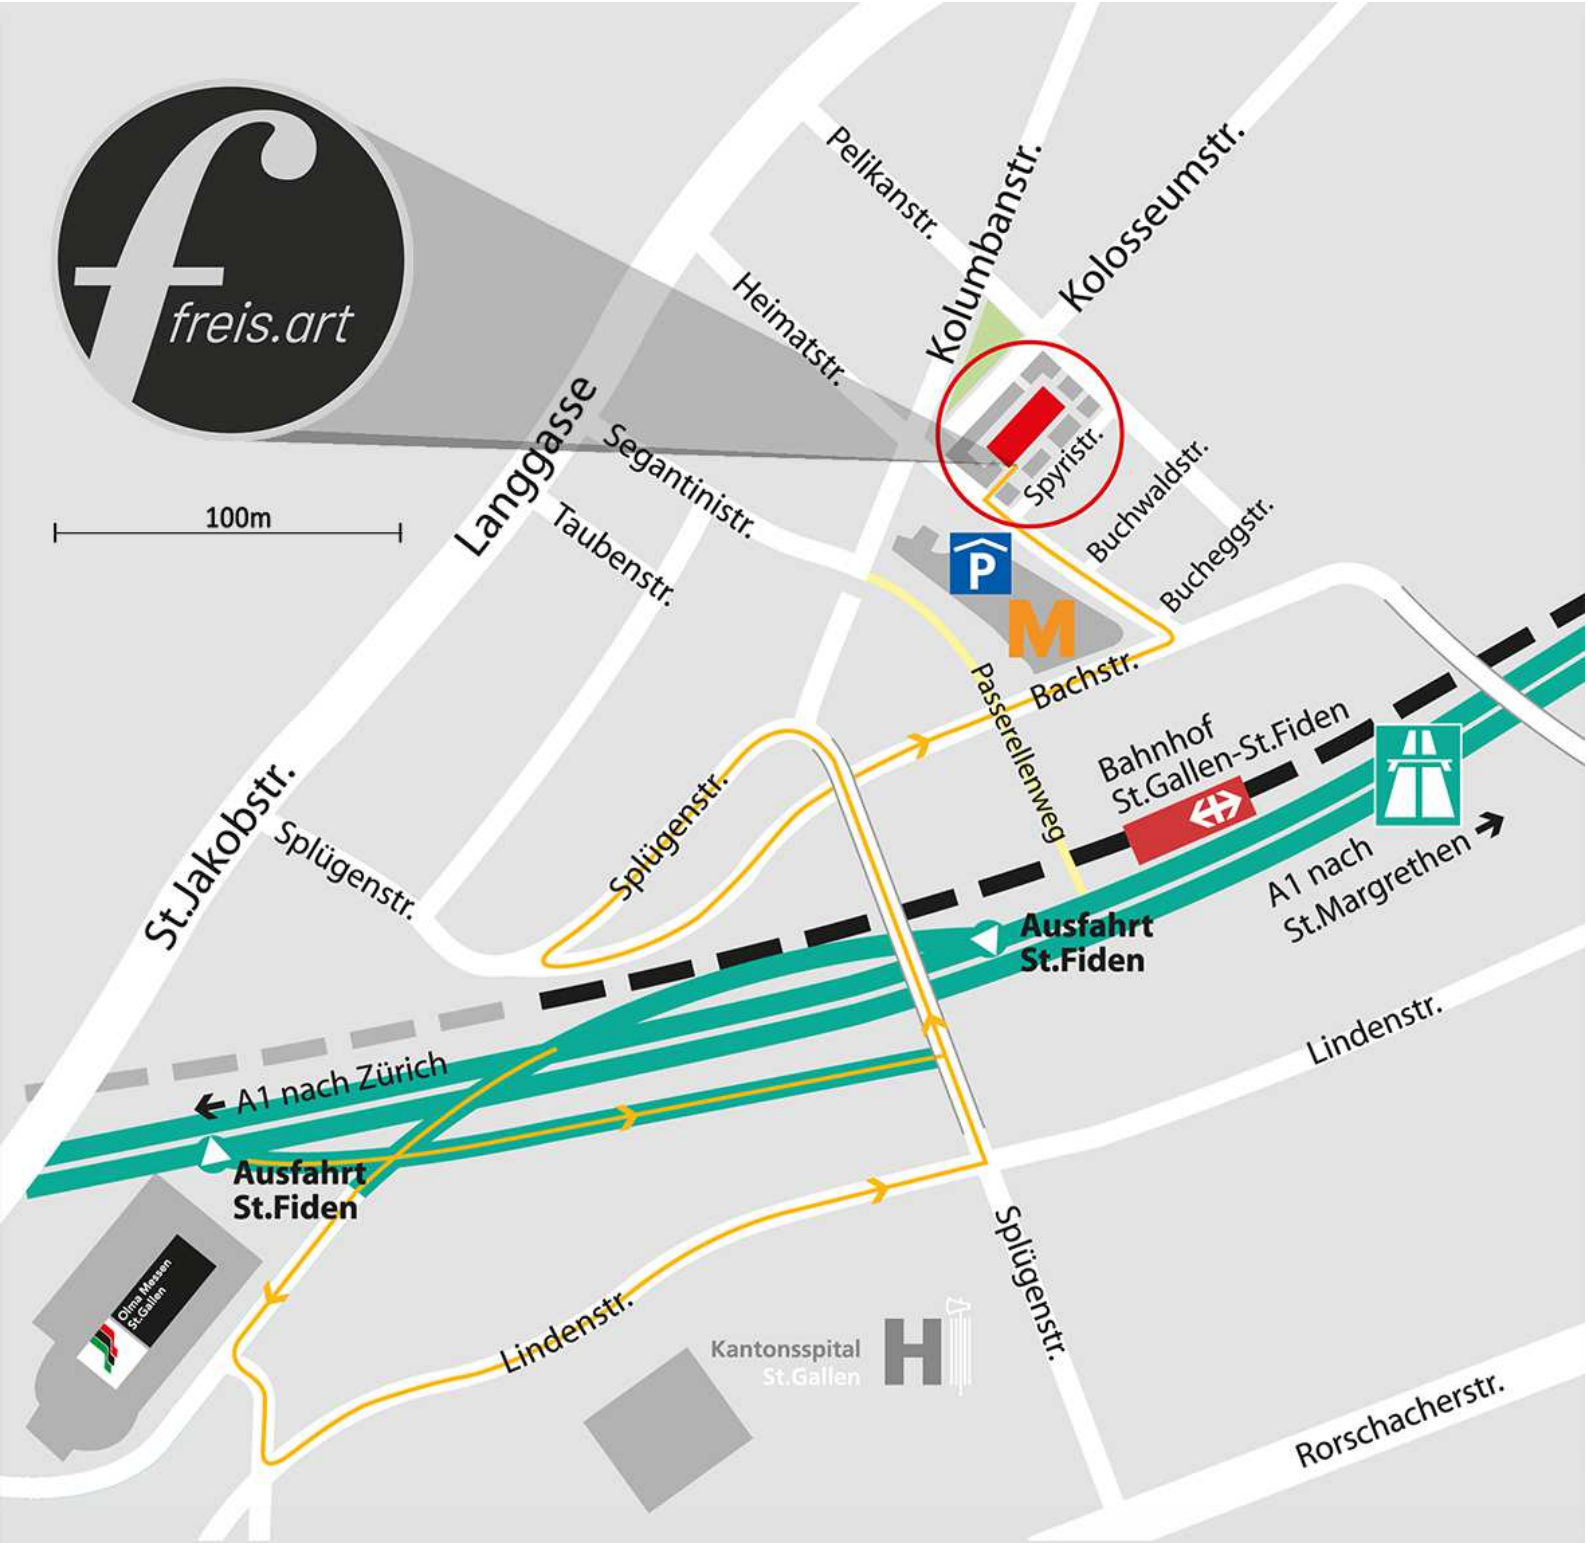 f
freis.art
100m
Pelikanstr.
Kolumbanstr.
Kolosseumstr.
Heimatstr.
Langgasse
Segantinistr.
Taubenstr.
Spyristr.
Buchwaldstr.
Bucheggstr.
P
M
Bachstr.
Passerellenweg
Bahnhof
St.Gallen-St.Fiden
A1 nach
St.Margrethen
St.Jakobstr.
Splügenstr.
Splügenstr.
Ausfahrt
St.Fiden
Lindenstr.
A1 nach Zürich
Ausfahrt
St.Fiden
Olma Messen
St.Gallen
Lindenstr.
Splügenstr.
Kantonsspital
St.Gallen
H
Rorschacherstr.